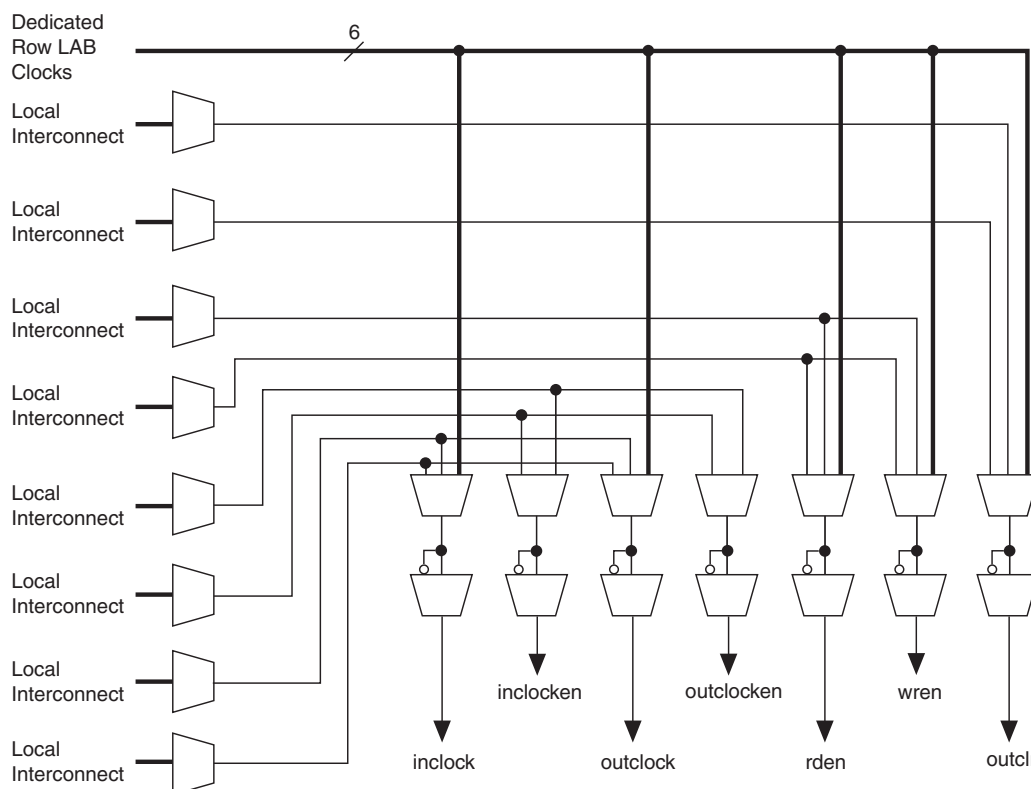 Dedicated
Row LAB
Clocks
6
Local
Interconnect
Local
Interconnect
Local
Interconnect
Local
Interconnect
Local
Interconnect
Local
Interconnect
Local
Interconnect
Local
Interconnect
inclocken
outclocken
wren
inclock
outclock
rden
outcl